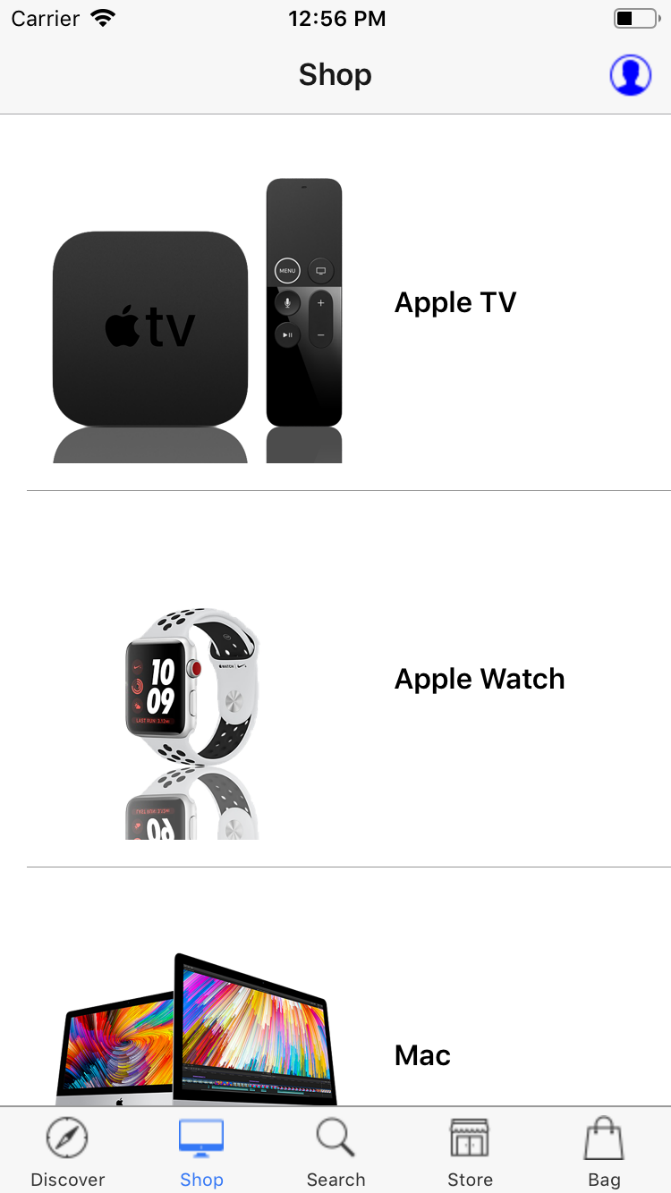 Carrier 12:56 PM
Shop
MENU
tv
Apple TV
10
09
Apple Watch
Mac
Discover Shop Search Store Bag